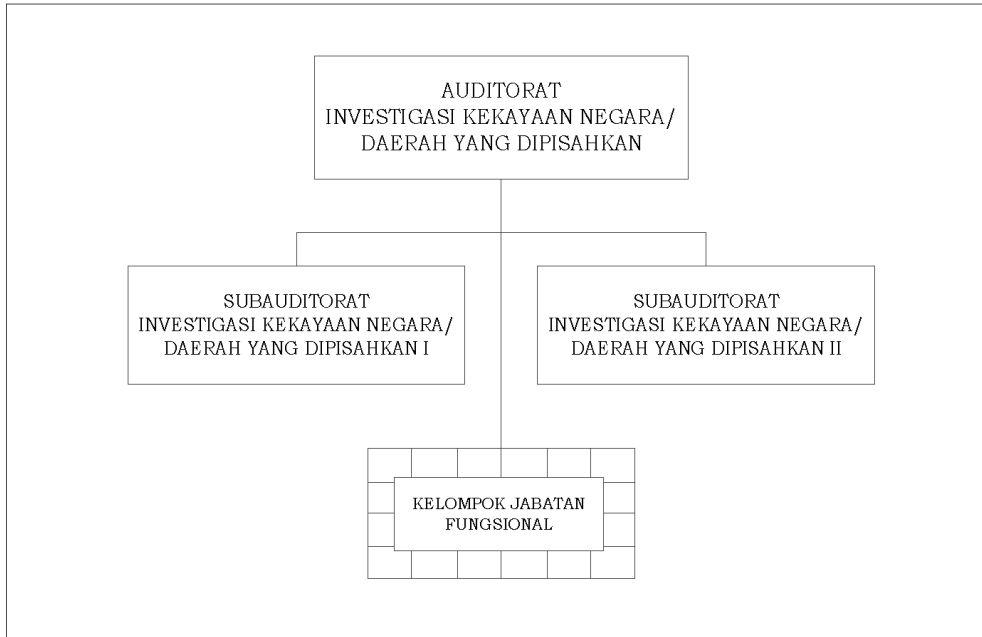 AUDITORAT
INVESTIGASI KEKAYAAN NEGARA/
DAERAH YANG DIPISAHKAN
SUBAUDITORAT
INVESTIGASI KEKAYAAN NEGARA/
DAERAH YANG DIPISAHKAN I
SUBAUDITORAT
INVESTIGASI KEKAYAAN NEGARA/
DAERAH YANG DIPISAHKAN II
KELOMPOK JABATAN
FUNGSIONAL